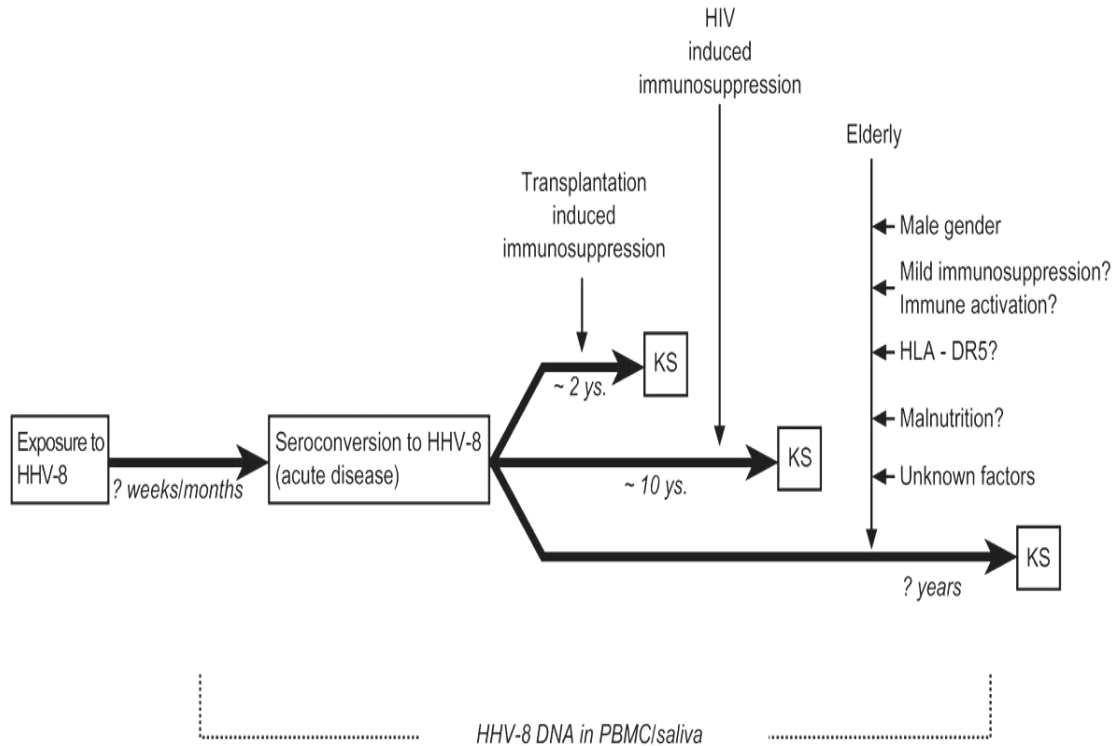 HIV
induced
immunosuppression
Elderly
Transplantation
induced
immunosuppression
Male gender
Mild immunosuppression?
Immune activation?
HLA - DR5?
Malnutrition?
Unknown factors
KS
~ 2 ys.
Exposure to
HHV-8
? weeks/months
Seroconversion to HHV-8
(acute disease)
KS
~ 10 ys.
KS
? years
HHV-8 DNA in PBMC/saliva